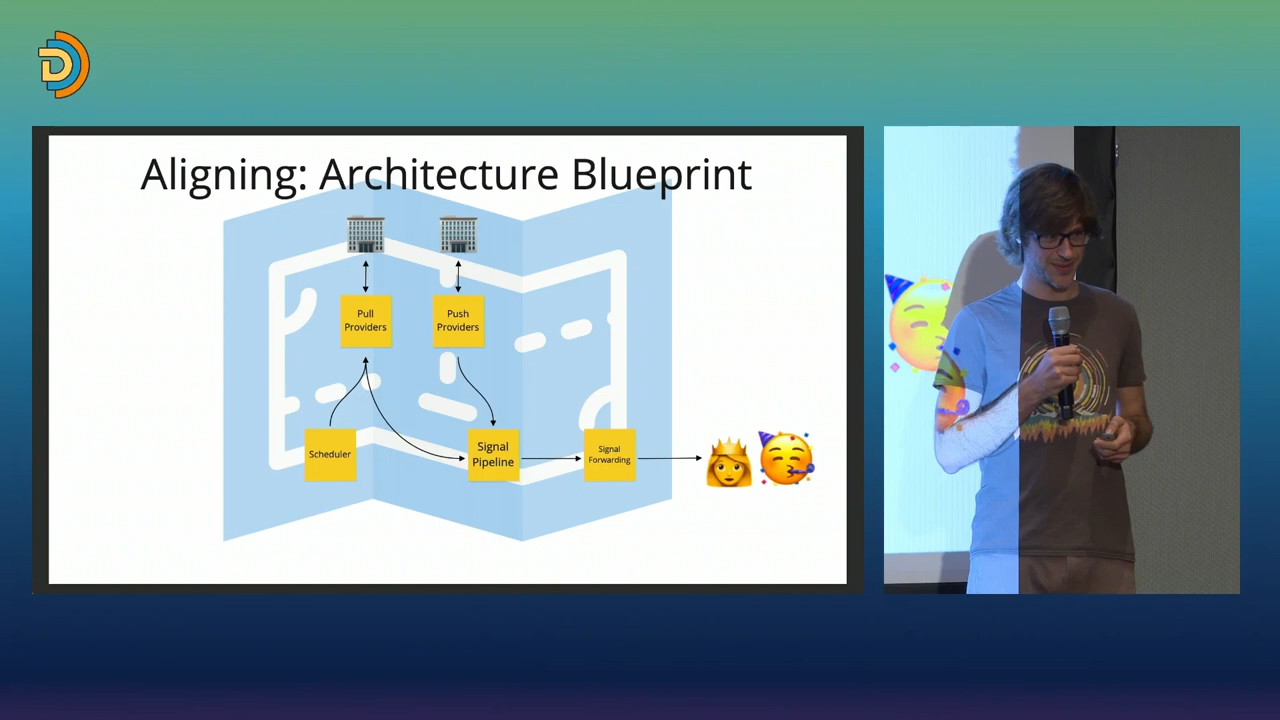 D
Aligning: Architecture Blueprint
Pull
Providers
Push
Providers
Scheduler
Signal
Pipeline
Signal
Forwarding